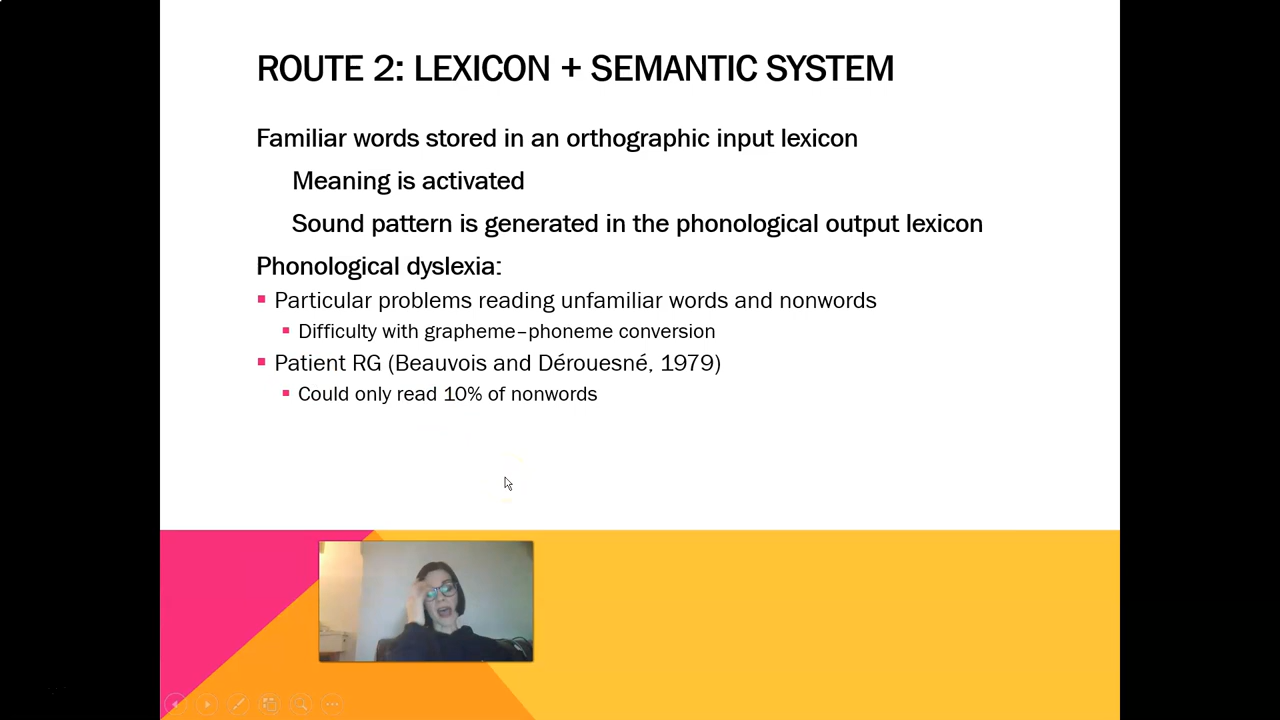 ROUTE 2: LEXICON + SEMANTIC SYSTEM
Familiar words stored in an orthographic input lexicon
Meaning is activated
Sound pattern is generated in the phonological output lexicon
Phonological dyslexia:
Particular problems reading unfamiliar words and nonwords
Difficulty with grapheme–phoneme conversion
Patient RG (Beauvois and Dérouesné, 1979)
Could only read 10% of nonwords